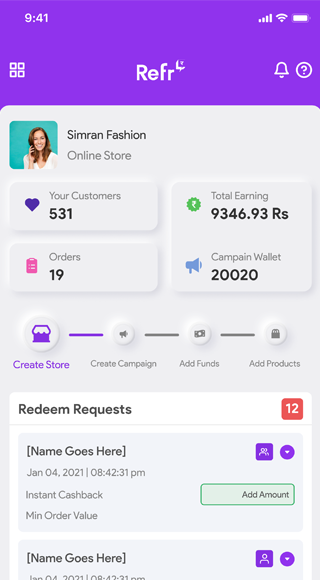 9:41
Refr
Simran Fashion
Online Store
Your Customers
531
Total Earning
9346.93 Rs
Orders
19
Campain Wallet
20020
Create Store
Create Campaign
Add Funds
Add Products
Redeem Requests
12
[Name Goes Here]
Jan 04, 2021 | 08:42:31 pm
Instant Cashback
Add Amount
Min Order Value
[Name Goes Here]
Jan 04, 2021 | 08:42:31 pm